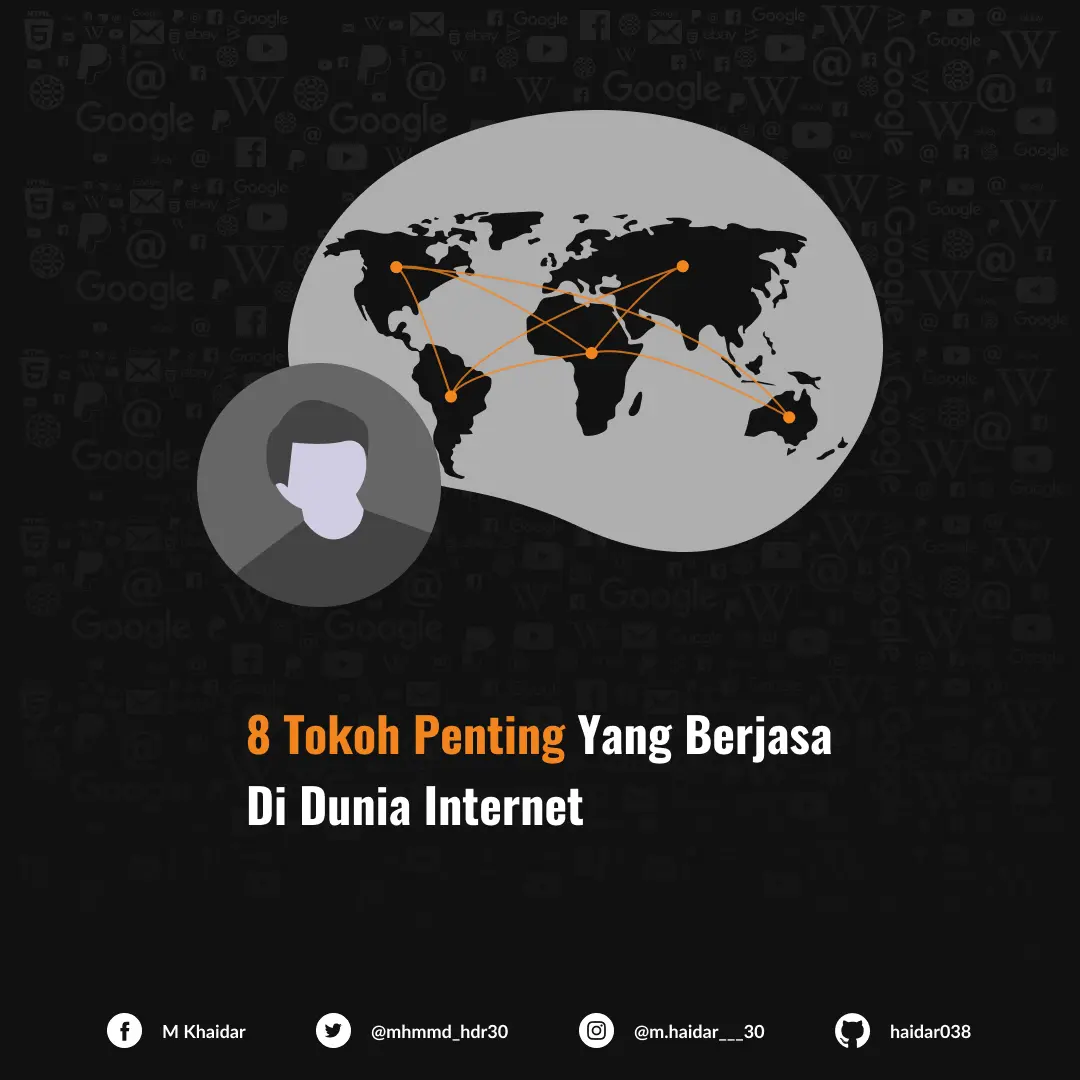 8 Tokoh Penting Yang Berjasa
Di Dunia Internet
M Khaidar
@mhmmd_hdr30
@m.haidar___30
haidar038